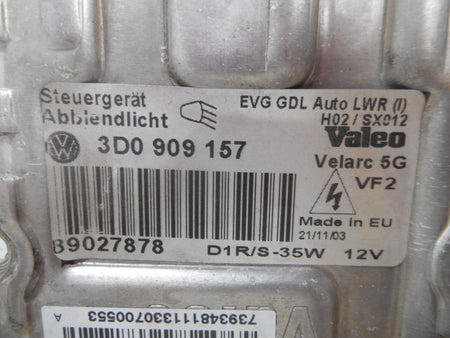 Steuergerät EVG GDL Auto LWR (I)
Abblendlicht H02 / SX012
3D0 909 157 Valeo
Velarc 5G
VF2
Made in EU
21/11/03
89027878 D1R/S-35W 12V
7393481111330700553 A